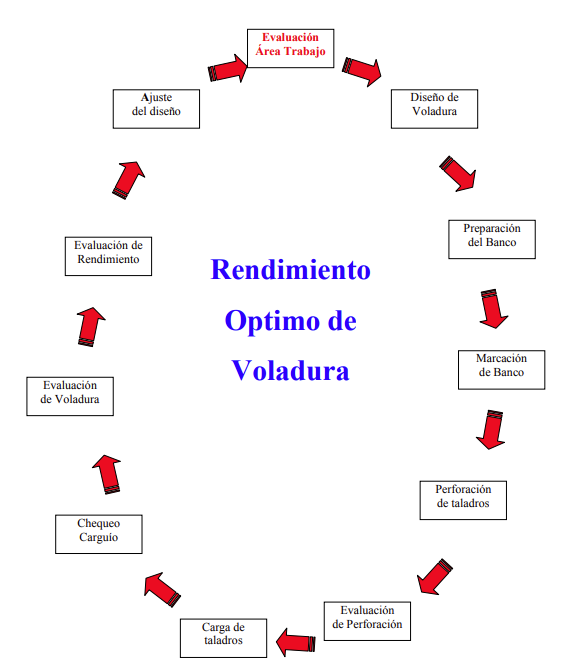 Evaluación
Área Trabajo
Diseño de
Voladura
Preparación
del Banco
Marcación
de Banco
Perforación
de taladros
Evaluación
de Perforación
Carga de
taladros
Chequeo
Carguío
Evaluación
de Voladura
Evaluación de
Rendimiento
Ajuste
del diseño
Rendimiento
Optimo de
Voladura